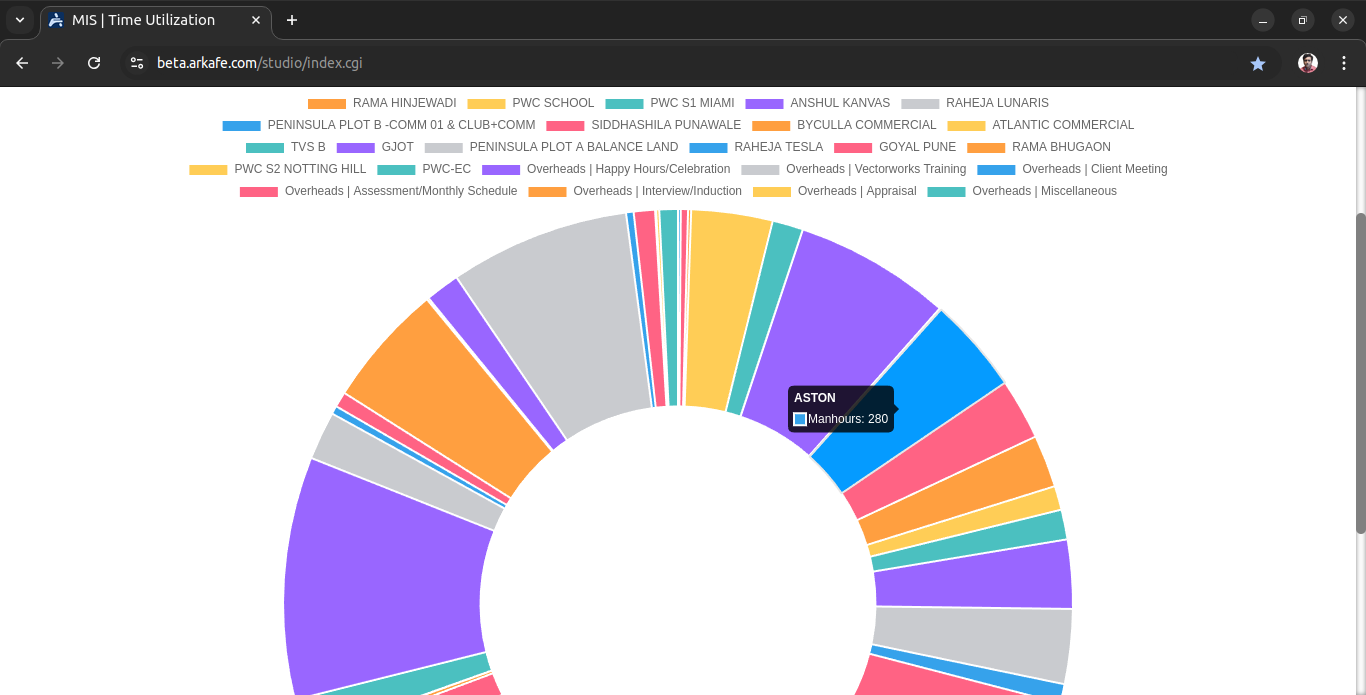 MIS | Time Utilization
beta.arkafe.com/studio/index.cgi
RAMA HINJEWADI PWC SCHOOL PWC S1 MIAMI ANSHUL KANVAS RAHEJA LUNARIS
PENINSULA PLOT B -COMM 01 & CLUB+COMM SIDDHASHILA PUNAWALE BYCULLA COMMERCIAL ATLANTIC COMMERCIAL
TVS B GJOT PENINSULA PLOT A BALANCE LAND RAHEJA TESLA GOYAL PUNE RAMA BHUGAON
PWC S2 NOTTING HILL PWC-EC Overheads | Happy Hours/Celebration Overheads | Vectorworks Training Overheads | Client Meeting
Overheads | Assessment/Monthly Schedule Overheads | Interview/Induction Overheads | Appraisal Overheads | Miscellaneous
ASTON
Manhours: 280